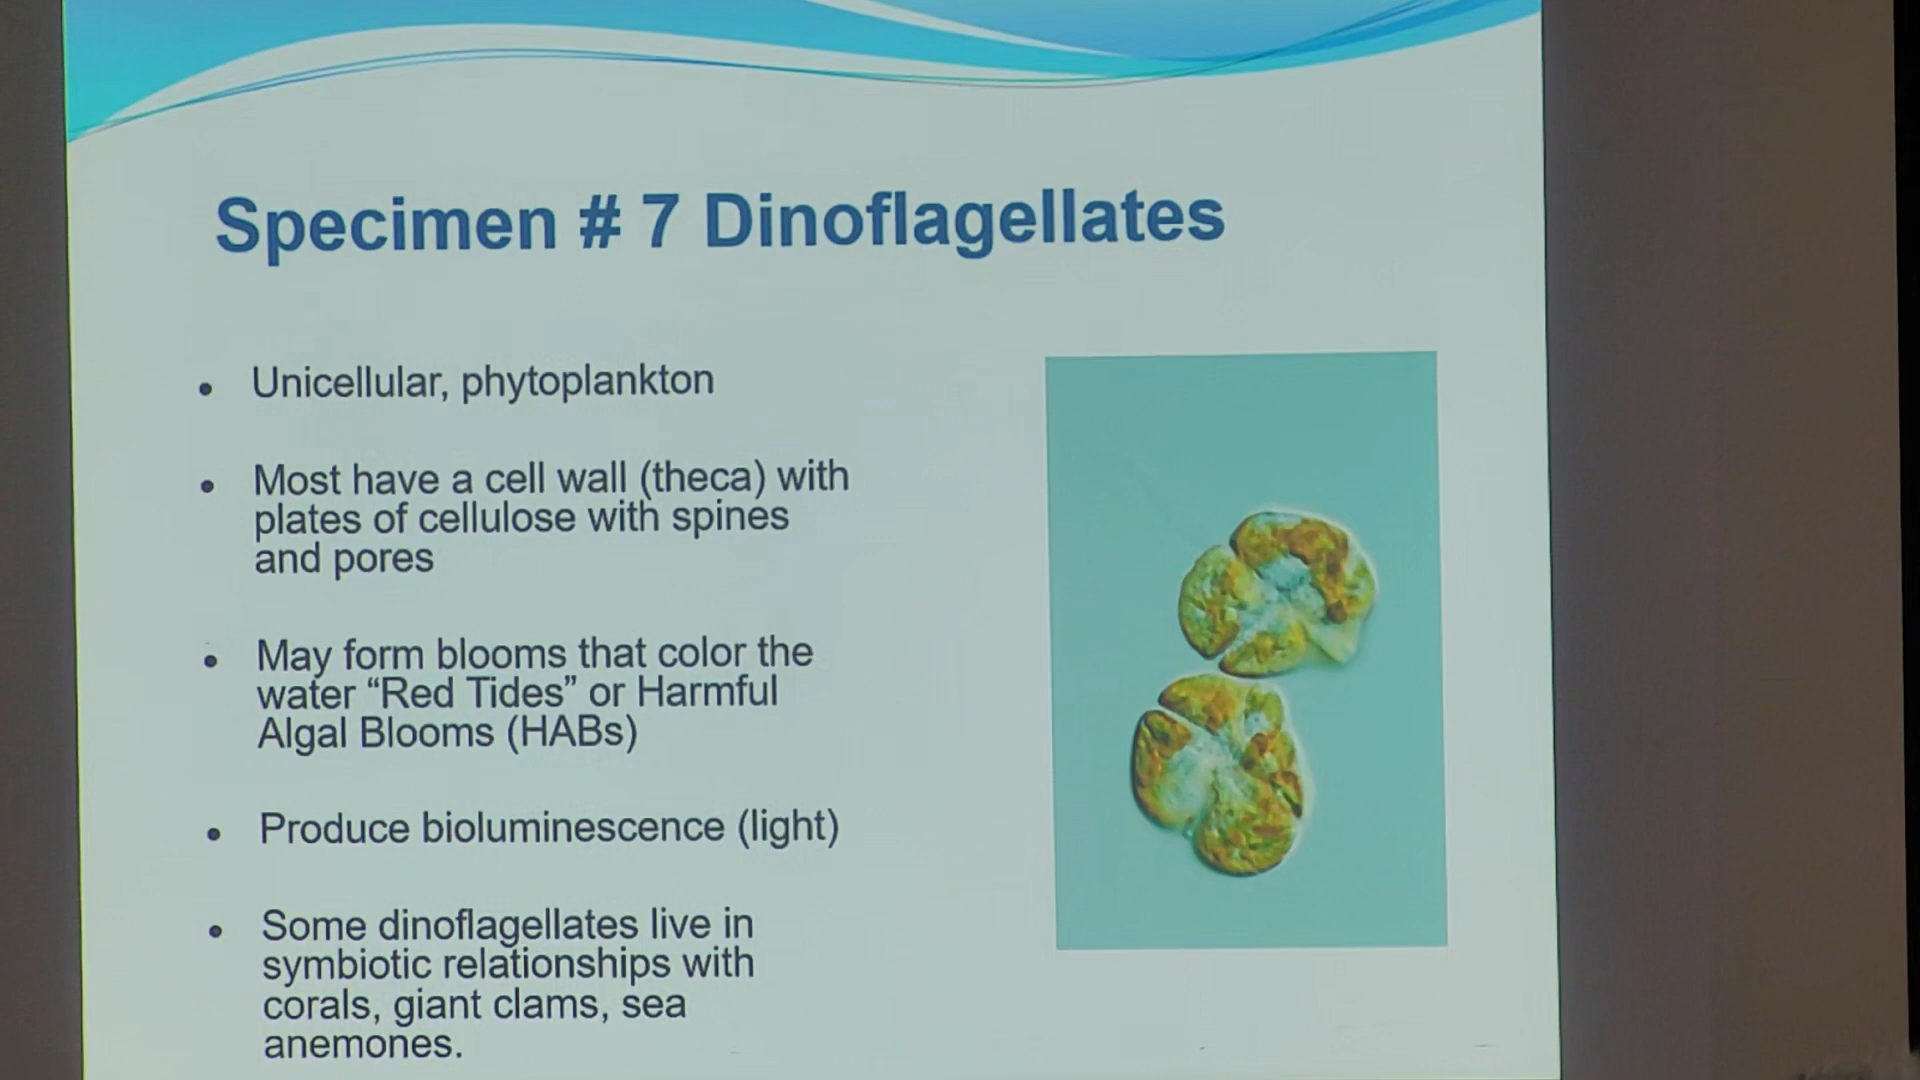 Specimen # 7 Dinoflagellates
• Unicellular, phytoplankton
• Most have a cell wall (theca) with
plates of cellulose with spines
and pores
• May form blooms that color the
water “Red Tides” or Harmful
Algal Blooms (HABs)
• Produce bioluminescence (light)
• Some dinoflagellates live in
symbiotic relationships with
corals, giant clams, sea
anemones.